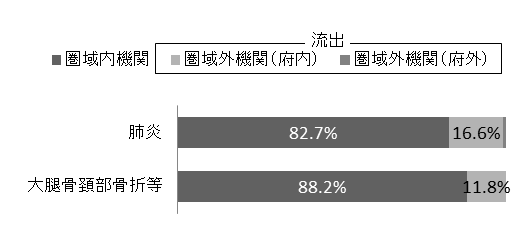 流出
圏域内機関 圏域外機関(府内) 圏域外機関(府外)
肺炎 82.7% 16.6%
大腿骨頚部骨折等 88.2% 11.8%